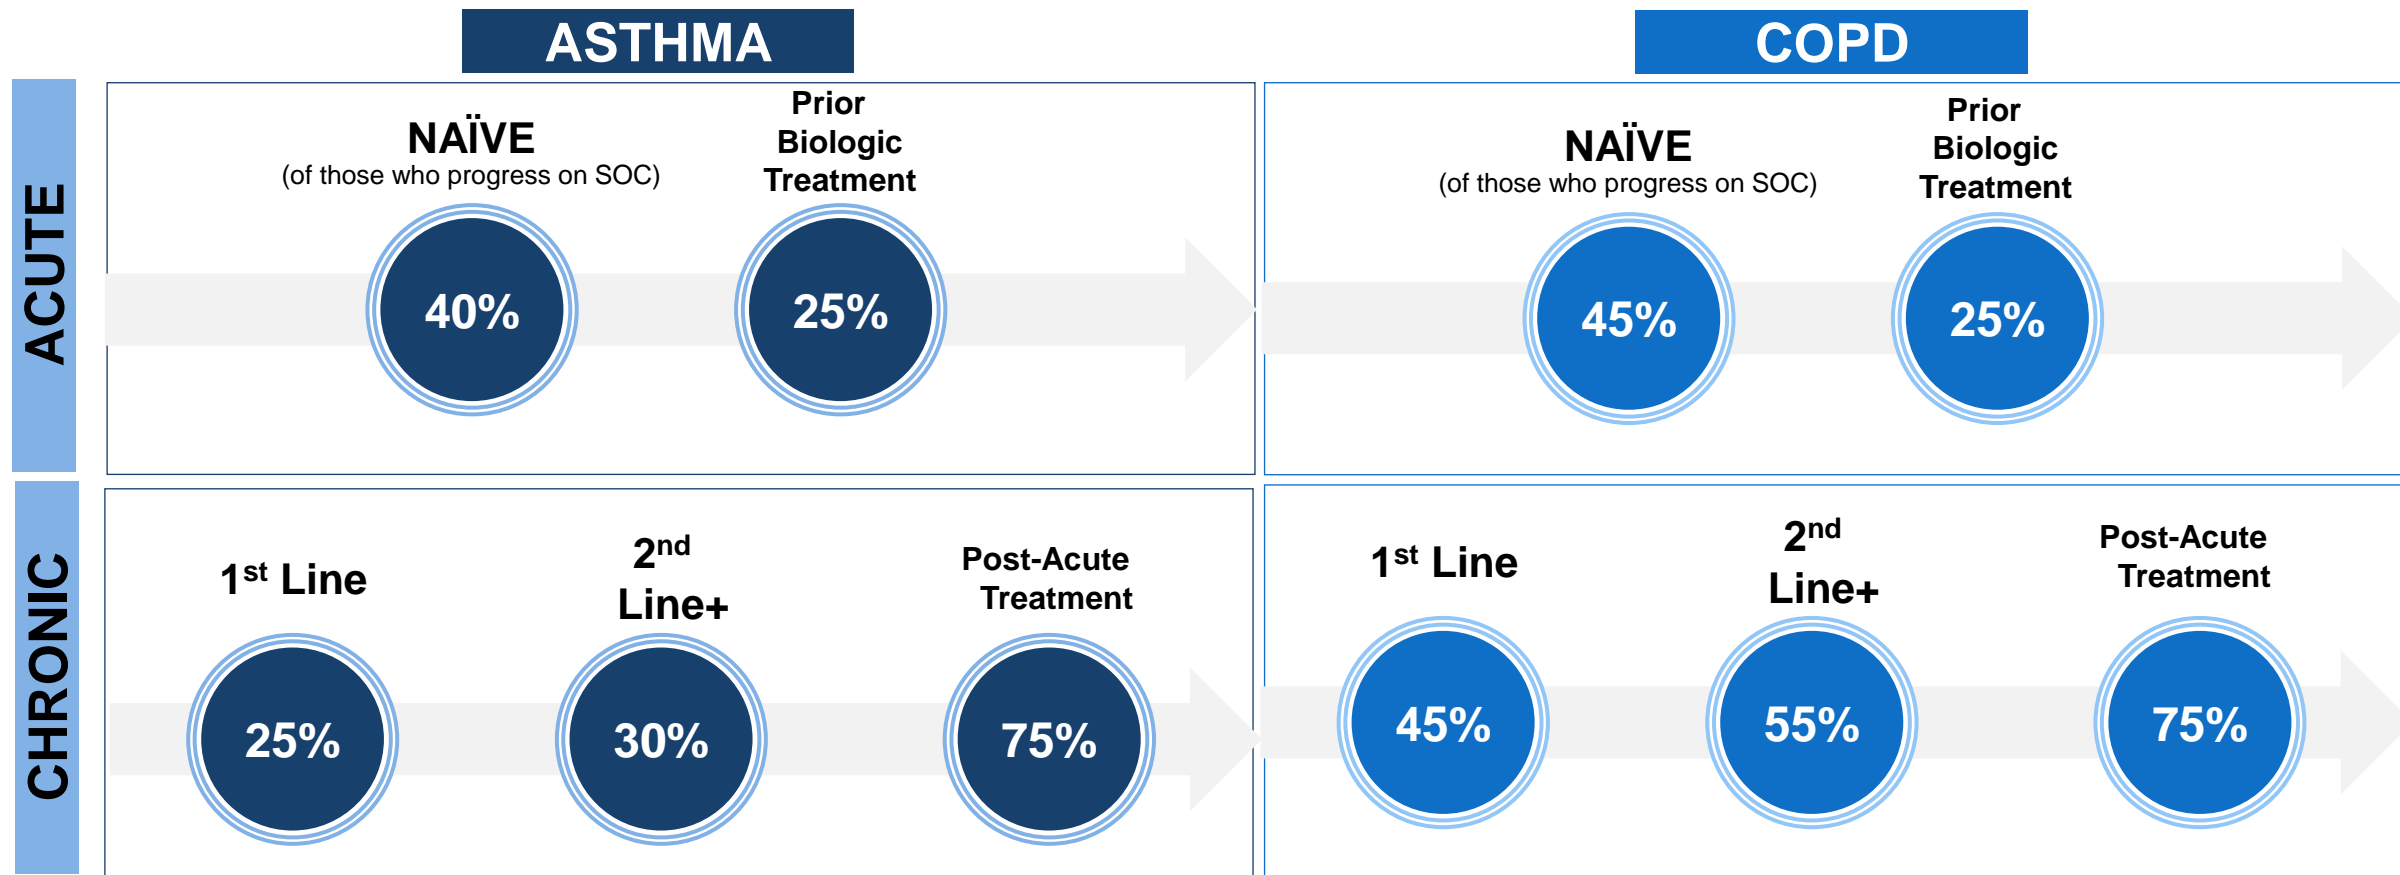 ASTHMA
COPD
ACUTE
NAÏVE
(of those who progress on SOC)
Prior
Biologic
Treatment
40%
25%
NAÏVE
(of those who progress on SOC)
Prior
Biologic
Treatment
45%
25%
CHRONIC
1st Line
2nd
Line+
Post-Acute
Treatment
25%
30%
75%
1st Line
2nd
Line+
Post-Acute
Treatment
45%
55%
75%